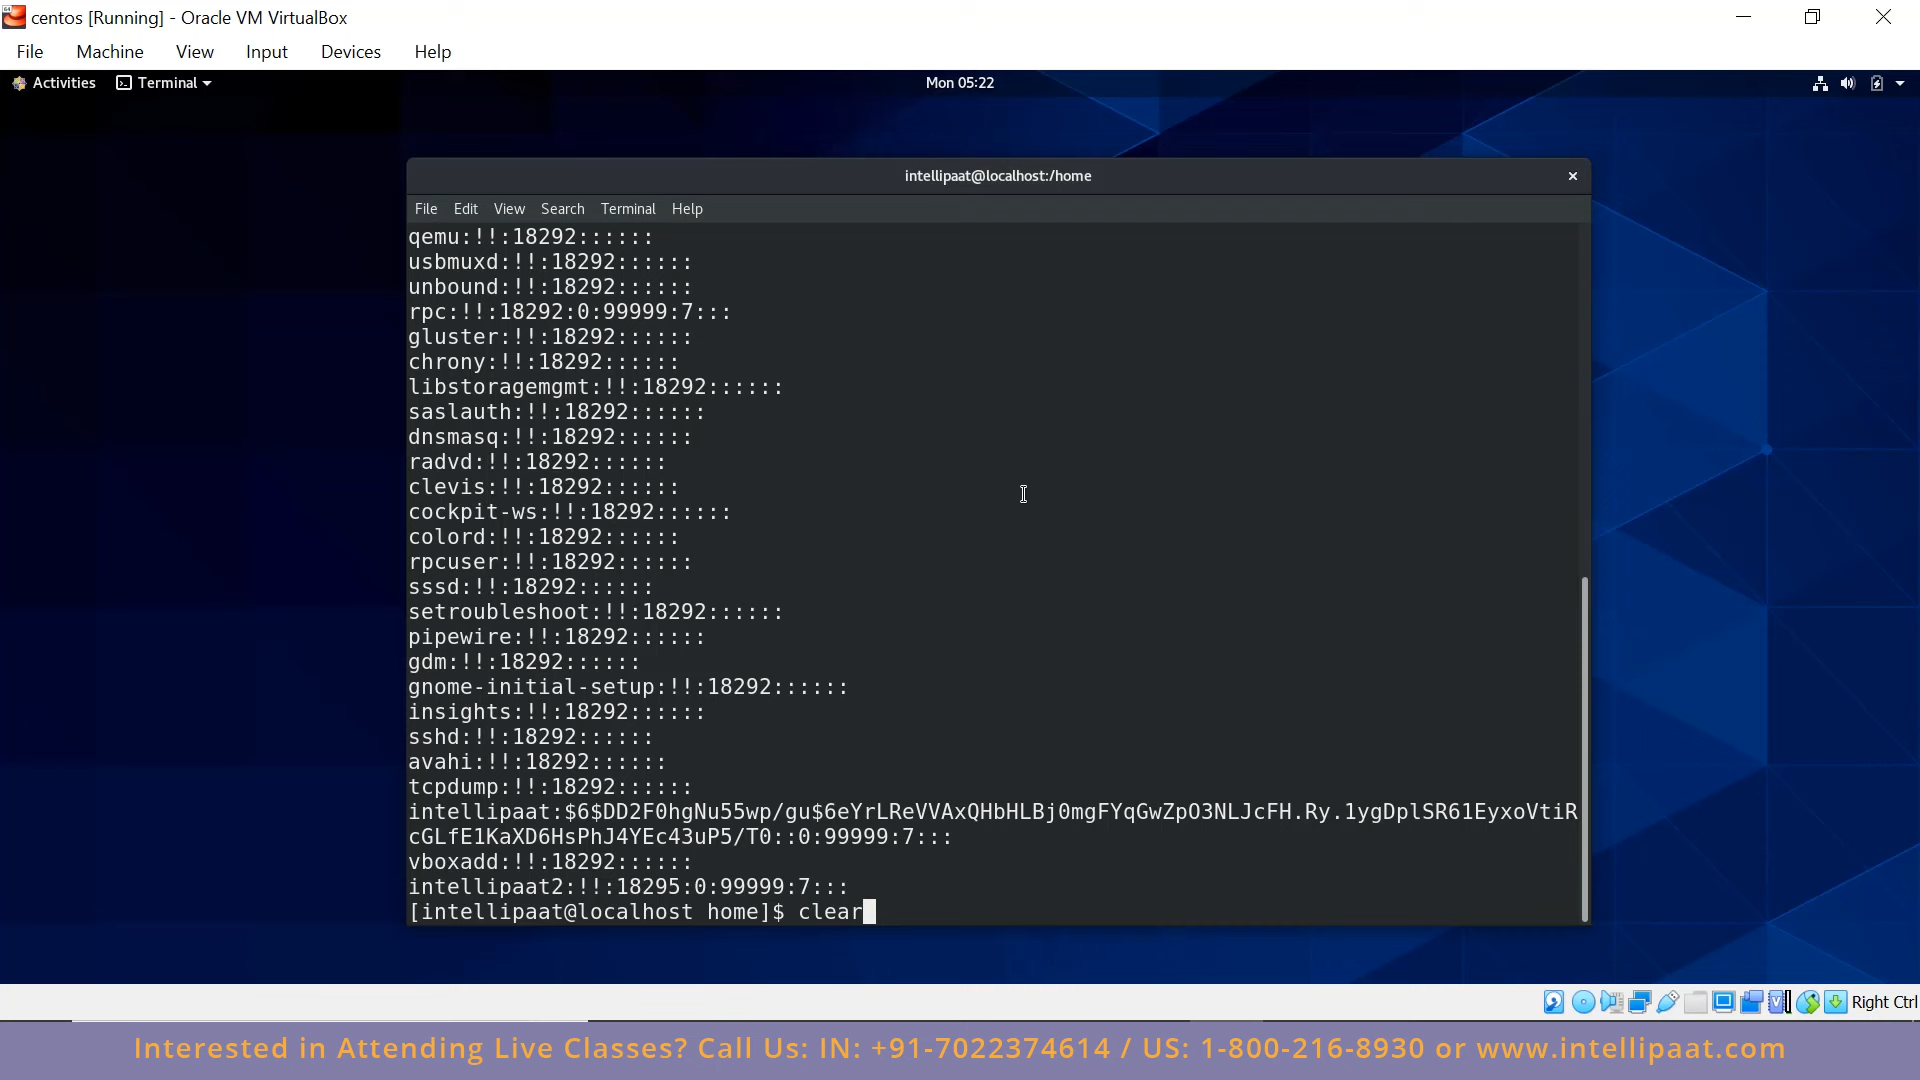 centos [Running] - Oracle VM VirtualBox
File Machine View Input Devices Help
Activities Terminal Mon 05:22
intellipaat@localhost:/home
File Edit View Search Terminal Help
qemu:!!:18292::::::
usbmuxd:!!:18292::::::
unbound:!!:18292::::::
rpc:!!:18292:0:99999:7:::
gluster:!!:18292::::::
chrony:!!:18292::::::
libstoragemgmt:!!:18292::::::
saslauth:!!:18292::::::
dnsmasq:!!:18292::::::
radvd:!!:18292::::::
clevis:!!:18292::::::
cockpit-ws:!!:18292::::::
colord:!!:18292::::::
rpcuser:!!:18292::::::
sssd:!!:18292::::::
setroubleshoot:!!:18292::::::
pipewire:!!:18292::::::
gdm:!!:18292::::::
gnome-initial-setup:!!:18292::::::
insights:!!:18292::::::
sshd:!!:18292::::::
avahi:!!:18292::::::
tcpdump:!!:18292::::::
intellipaat:$6$DD2F0hgNu55wp/gu$6eYrLReVVAxQHbHLBj0mgFYqGwZpO3NLJcFH.Ry.1ygDplSR61EyxoVtiR
cGLfE1KaXD6HsPhJ4YEc43uP5/T0::0:99999:7:::
vboxadd:!!:18292::::::
intellipaat2:!!:18295:0:99999:7:::
[intellipaat@localhost home]$ clear
Right Ctrl
Interested in Attending Live Classes? Call Us: IN: +91-7022374614 / US: 1-800-216-8930 or www.intellipaat.com